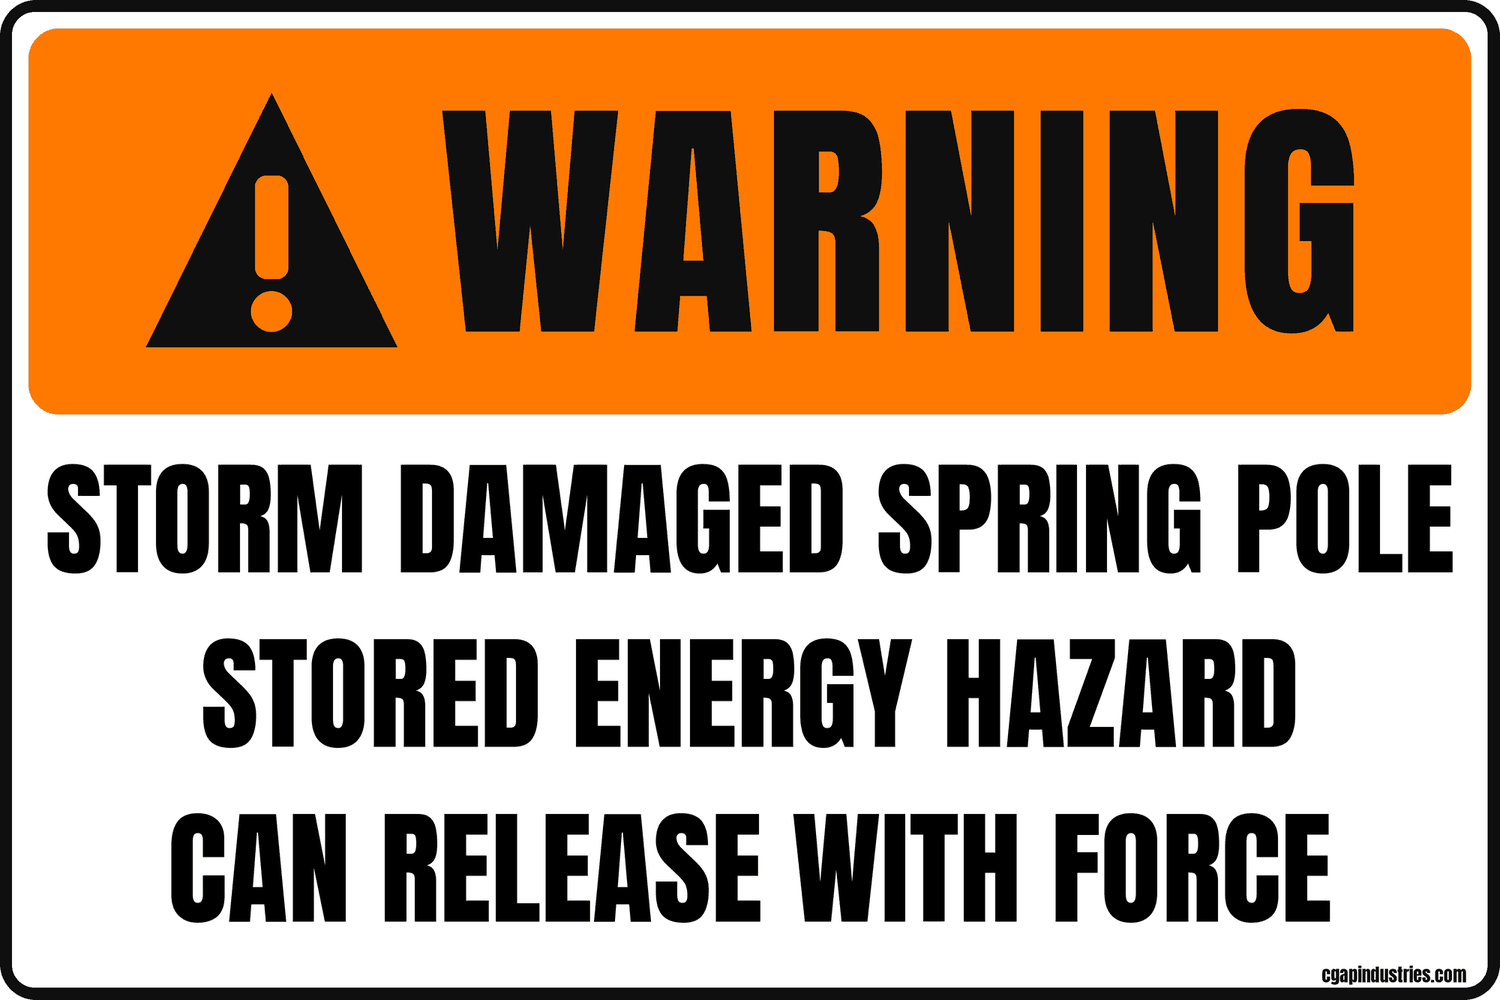 WARNING
STORM DAMAGED SPRING POLE
STORED ENERGY HAZARD
CAN RELEASE WITH FORCE
cgapindustries.com